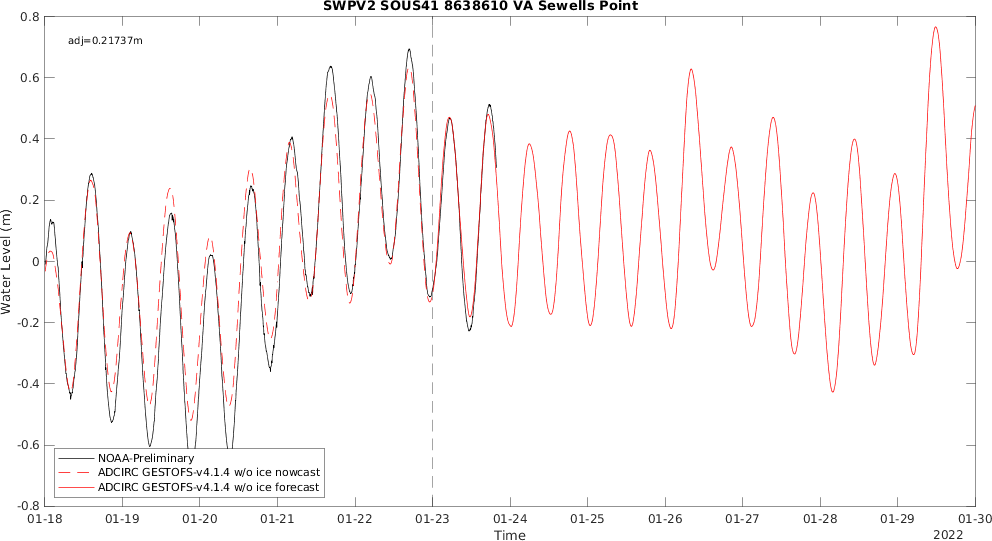 SWPV2 SOUS41 8638610 VA Sewells Point
adj=0.21737m
0.8
0.6
0.4
0.2
0
-0.2
-0.4
-0.6
-0.8
Water Level (m)
NOAA-Preliminary
ADCIRC GESTOFS-v4.1.4 w/o ice nowcast
ADCIRC GESTOFS-v4.1.4 w/o ice forecast
01-18 01-19 01-20 01-21 01-22 01-23 01-24 01-25 01-26 01-27 01-28 01-29 01-30
Time
2022